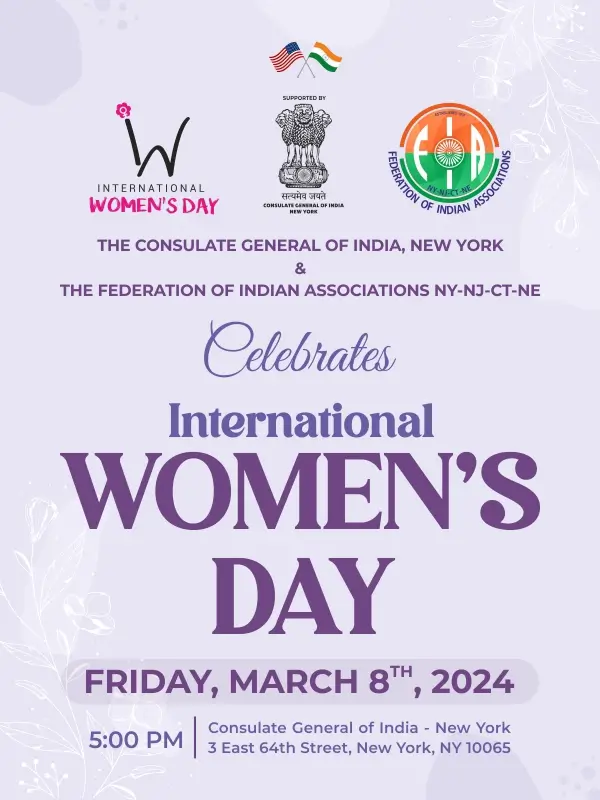 SUPPORTED BY
W
INTERNATIONAL
WOMEN'S DAY
सत्यमेव जयते
CONSULATE GENERAL OF INDIA
NEW YORK
FIA
NY-NJ-CT-NE
FEDERATION OF INDIAN ASSOCIATIONS
THE CONSULATE GENERAL OF INDIA, NEW YORK
&
THE FEDERATION OF INDIAN ASSOCIATIONS NY-NJ-CT-NE
Celebrates
International
WOMEN'S
DAY
FRIDAY, MARCH 8TH, 2024
5:00 PM
Consulate General of India - New York
3 East 64th Street, New York, NY 10065